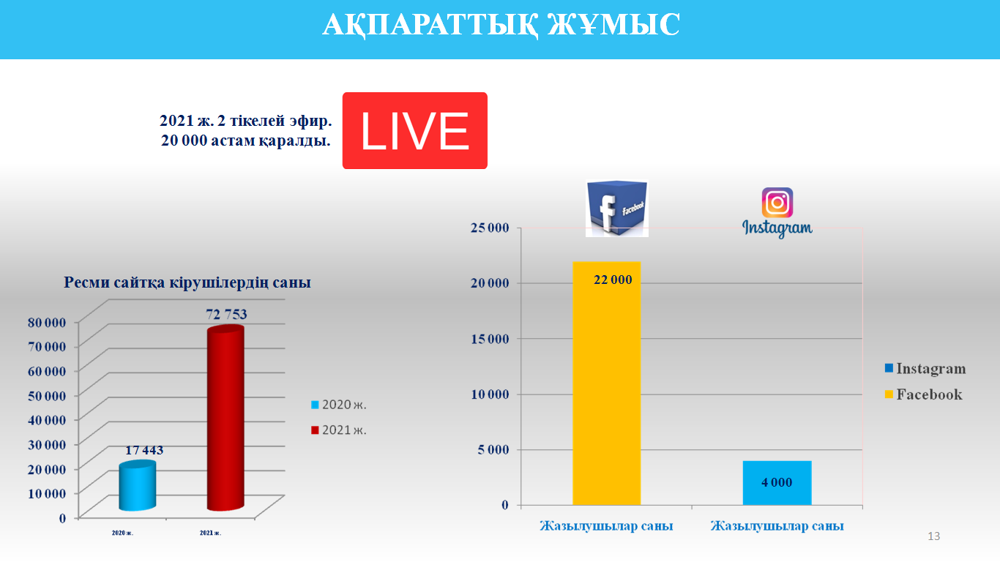 АҚПАРАТТЫҚ ЖҰМЫС
2021 ж. 2 тікелей эфир.
20 000 астам қаралды.
LIVE
Ресми сайтқа кірушілердің саны
80 000
70 000
60 000
50 000
40 000
30 000
20 000
10 000
0
17 443
72 753
2020 ж.
2021 ж.
2020 ж.
2021 ж.
facebook
Instagram
25 000
20 000
15 000
10 000
5 000
0
22 000
4 000
Жазылушылар саны
Жазылушылар саны
Instagram
Facebook
13